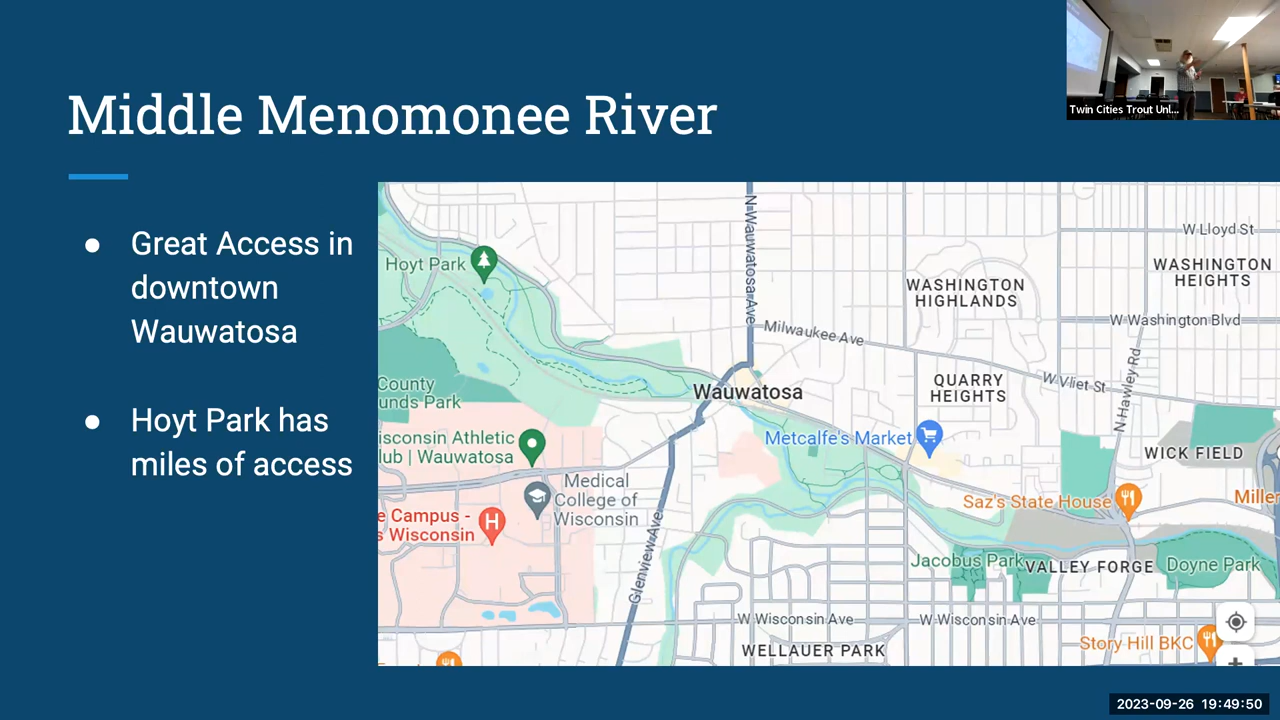 Twin Cities Trout Unl...
Middle Menomonee River
● Great Access in
downtown
Wauwatosa
● Hoyt Park has
miles of access
N Wauwatosa Ave
W Lloyd St
Hoyt Park
WASHINGTON
HEIGHTS
WASHINGTON
HIGHLANDS
W Washington Blvd
Milwaukee Ave
N Hawley Rd
W Vliet St
County
unds Park
Wauwatosa
QUARRY
HEIGHTS
isconsin Athletic
lub | Wauwatosa
Metcalfe's Market
WICK FIELD
Medical
College of
Wisconsin
Saz's State House
Miller
e Campus -
s Wisconsin
H
Glenview Ave
Jacobus Park
VALLEY FORGE
Doyne Park
W Wisconsin Ave
W Wisconsin Ave
WELLAUER PARK
Story Hill BKC
2023-09-26 19:49:50